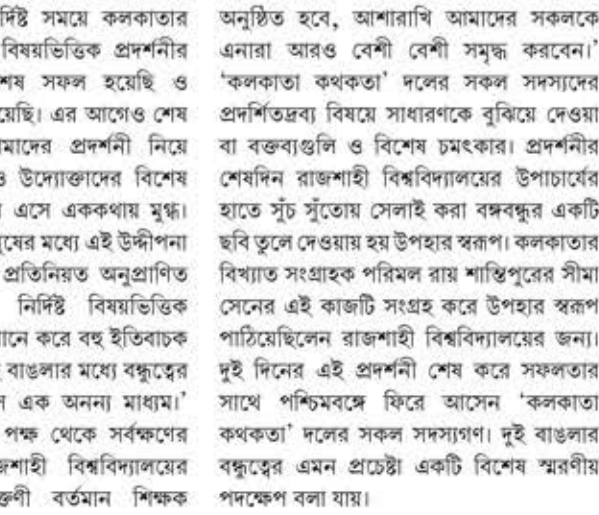 র্দিষ্ট সময়ে কলকাতার
বিষয়ভিত্তিক প্রদর্শনীর
শেষ সফল হয়েছি ও
য়েছি। এর আগেও শেষ
মাদের প্রদর্শনী নিয়ে
ও উদ্যোক্তাদের বিশেষ
এসে এককথায় মুগ্ধ।
নুষের মধ্যে এই উদ্দীপনা
প্রতিনিয়ত অনুপ্রাণিত
নির্দিষ্ট বিষয়ভিত্তিক
মানে করে বহু ইতিবাচক
বাঙলার মধ্যে বন্ধুত্বের
এক অনন্য মাধ্যম।'
পক্ষ থেকে সর্বক্ষণের
জশাহী বিশ্ববিদ্যালয়ের
ক্তণী বর্তমান শিক্ষক
অনুষ্ঠিত হবে, আশারাখি আমাদের সকলকে
এনারা আরও বেশী বেশী সমৃদ্ধ করবেন।'
'কলকাতা কথকতা' দলের সকল সদস্যদের
প্রদর্শিতদ্রব্য বিষয়ে সাধারণকে বুঝিয়ে দেওয়া
বা বক্তব্যগুলি ও বিশেষ চমৎকার। প্রদর্শনীর
শেষদিন রাজশাহী বিশ্ববিদ্যালয়ের উপাচার্যের
হাতে সুঁচ সুঁতোয় সেলাই করা বঙ্গবন্ধুর একটি
ছবি তুলে দেওয়ায় হয় উপহার স্বরূপ। কলকাতার
বিখ্যাত সংগ্রাহক পরিমল রায় শান্তিপুরের সীমা
সেনের এই কাজটি সংগ্রহ করে উপহার স্বরূপ
পাঠিয়েছিলেন রাজশাহী বিশ্ববিদ্যালয়ের জন্য।
দুই দিনের এই প্রদর্শনী শেষ করে সফলতার
সাথে পশ্চিমবঙ্গে ফিরে আসেন 'কলকাতা
কথকতা' দলের সকল সদস্যগণ। দুই বাঙলার
বন্ধুত্বের এমন প্রচেষ্টা একটি বিশেষ স্মরণীয়
পদক্ষেপ বলা যায়।